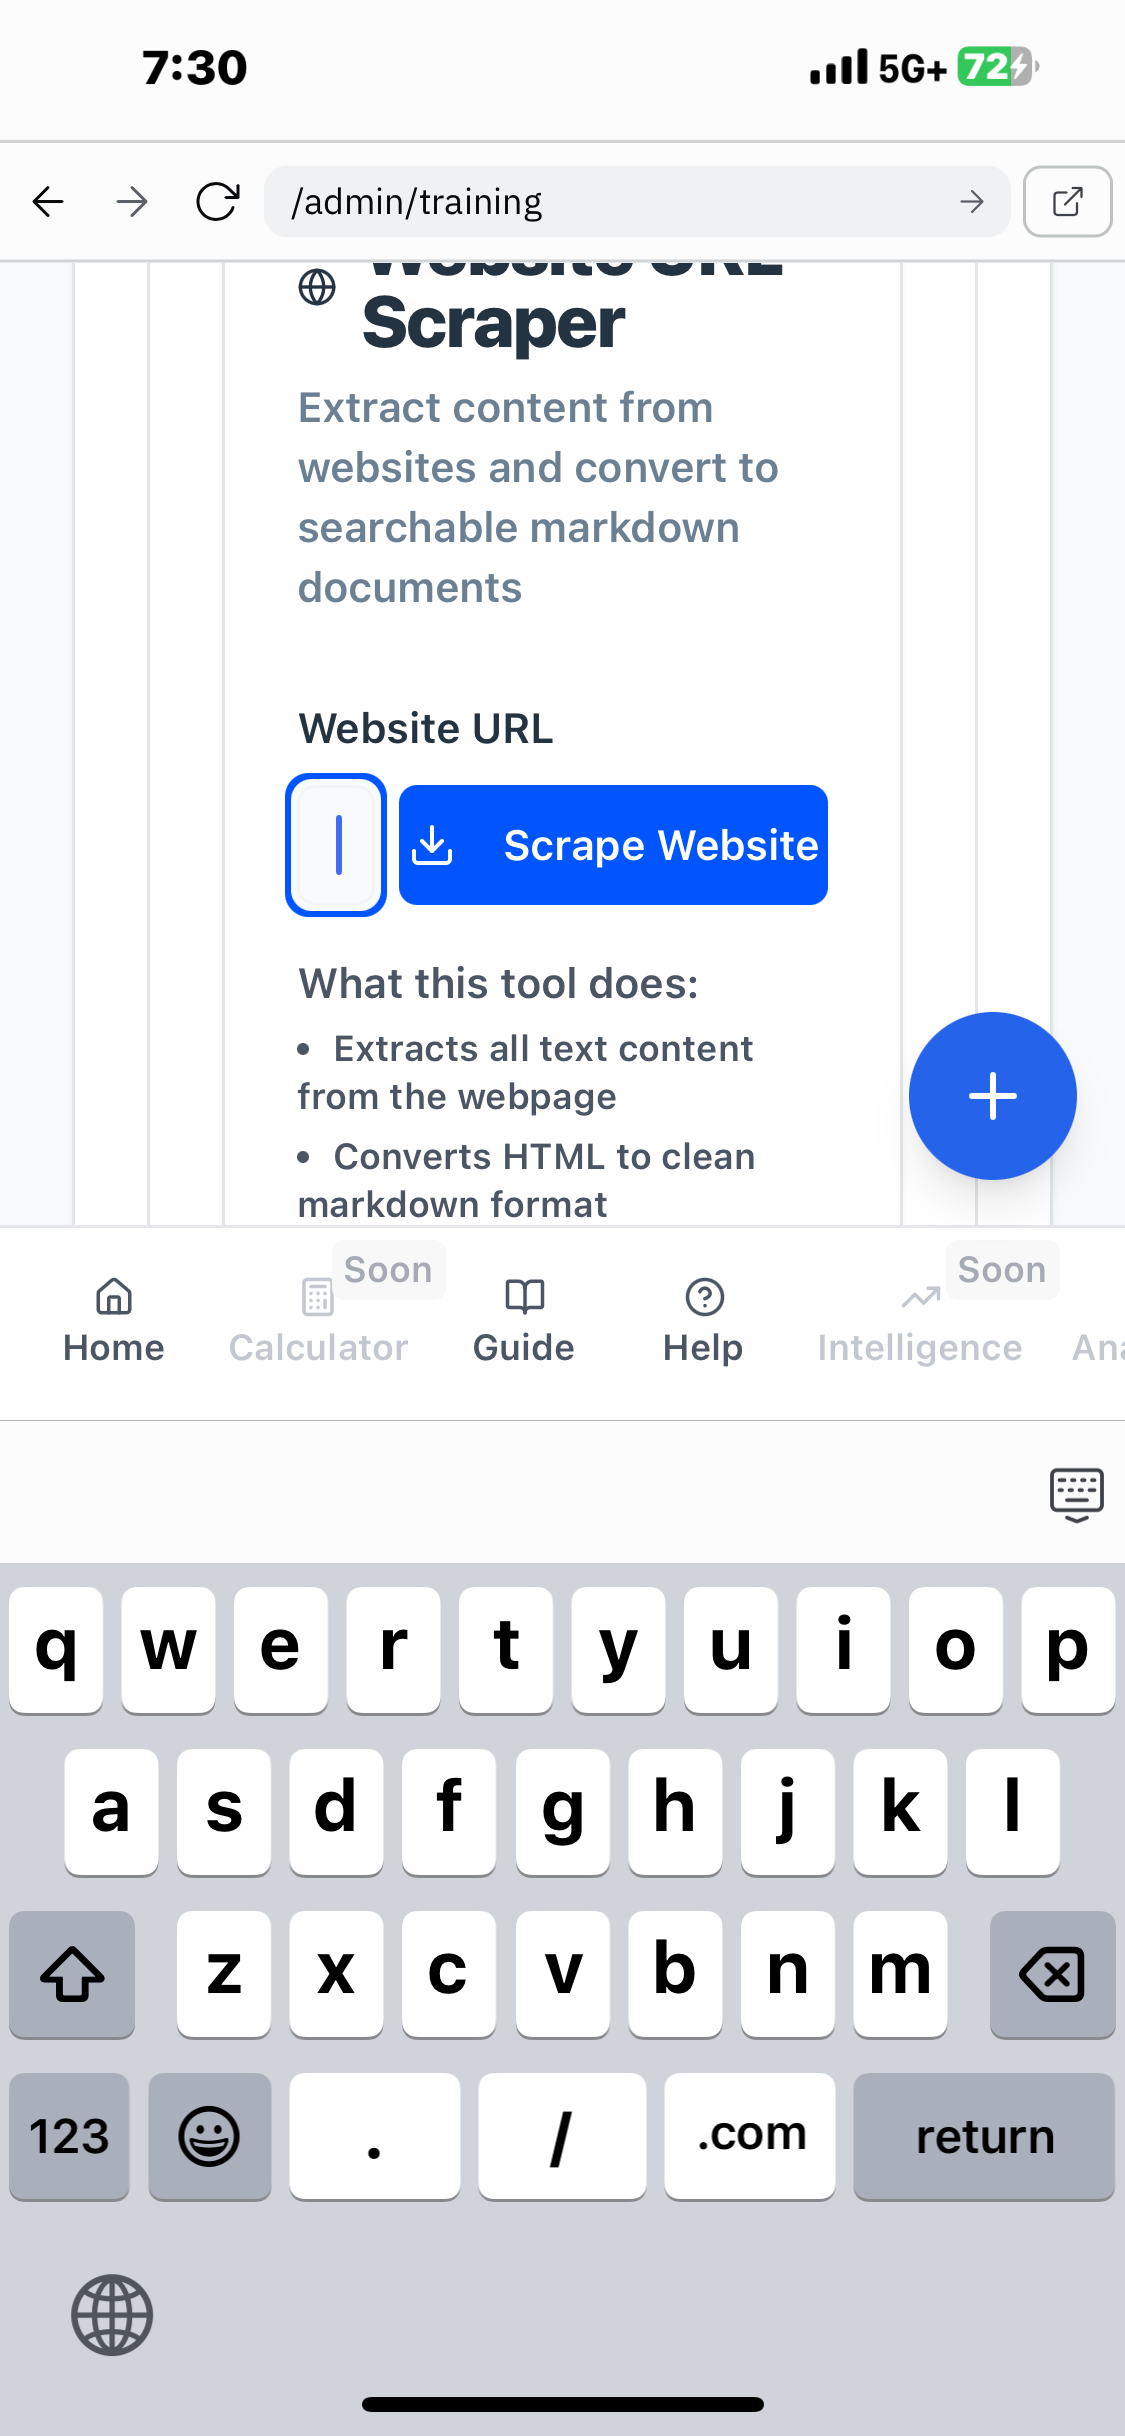 7:30
5G+
72
/admin/training
Website URL
Scraper
Extract content from
websites and convert to
searchable markdown
documents
Website URL
Scrape Website
What this tool does:
• Extracts all text content
from the webpage
• Converts HTML to clean
markdown format
Soon
Soon
Home
Calculator
Guide
Help
Intelligence
q w e r t y u i o p
a s d f g h j k l
z x c v b n m
123 . / .com return